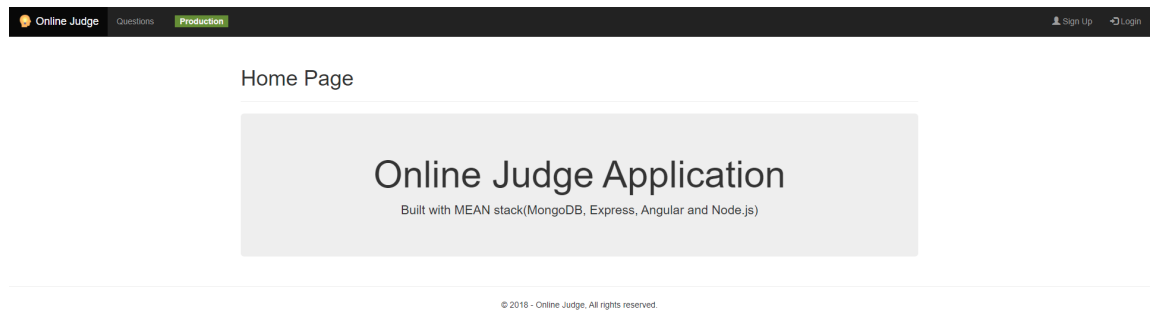 Online Judge Questions Production Sign Up Login
Home Page
Online Judge Application
Built with MEAN stack(MongoDB, Express, Angular and Node.js)
© 2018 - Online Judge, All rights reserved.